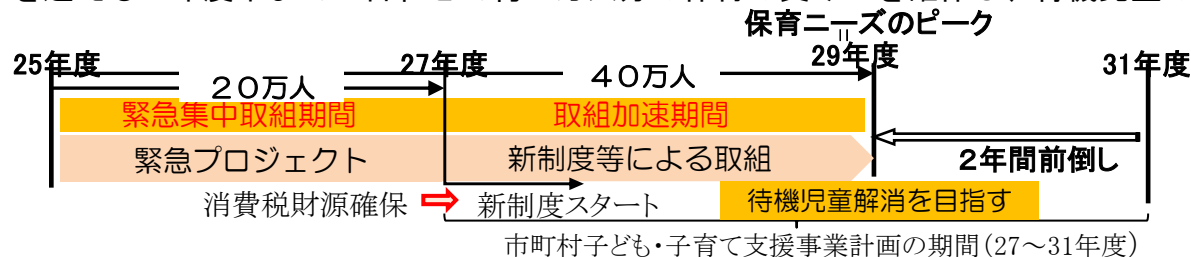 保育ニーズのピーク
=
25年度 27年度 29年度 31年度
20万人 40万人
緊急集中取組期間 取組加速期間
緊急プロジェクト 新制度等による取組 2年間前倒し
消費税財源確保 ⇨ 新制度スタート 待機児童解消を目指す
市町村子ども・子育て支援事業計画の期間(27～31年度)